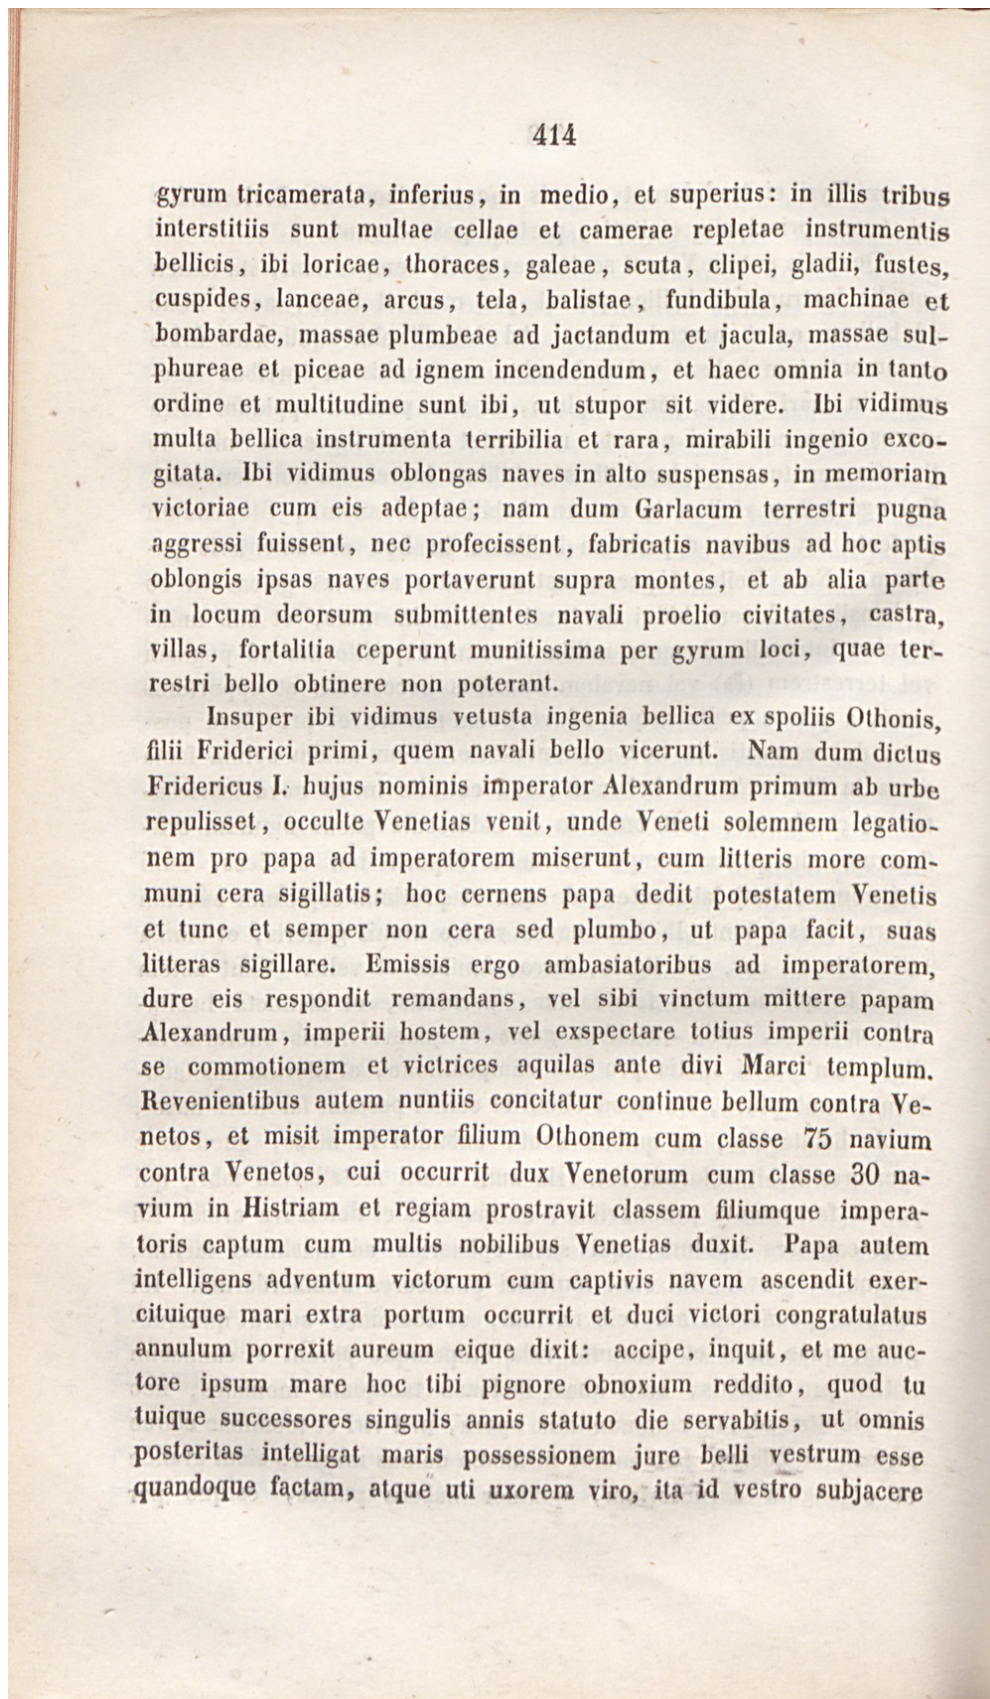 414
gyrum tricamerata, inferius, in medio, et superius: in illis tribus
interstitiis sunt multae cellae et camerae repletae instrumentis
bellicis, ibi loricae, thoraces, galeae, scuta, clipei, gladii, fustes,
cuspides, lanceae, arcus, tela, balistae, fundibula, machinae et
bombardae, massae plumbeae ad jactandum et jacula, massae sul-
phureae et piceae ad ignem incendendum, et haec omnia in tanto
ordine et multitudine sunt ibi, ut stupor sit videre. Ibi vidimus
multa bellica instrumenta terribilia et rara, mirabili ingenio exco-
gitata. Ibi vidimus oblongas naves in alto suspensas, in memoriam
victoriae cum eis adeptae; nam dum Garlacum terrestri pugna
aggressi fuissent, nec profecissent, fabricatis navibus ad hoc aptis
oblongis ipsas naves portaverunt supra montes, et ab alia parte
in locum deorsum submittentes navali proelio civitates, castra,
villas, fortalitia ceperunt munitissima per gyrum loci, quae ter-
restri bello obtinere non poterant.
Insuper ibi vidimus vetusta ingenia bellica ex spoliis Othonis,
filii Friderici primi, quem navali bello vicerunt. Nam dum dictus
Fridericus I. hujus nominis imperator Alexandrum primum ab urbe
repulisset, occulte Venetias venit, unde Veneti solemnem legatio-
nem pro papa ad imperatorem miserunt, cum litteris more com-
muni cera sigillatis; hoc cernens papa dedit potestatem Venetis
et tunc et semper non cera sed plumbo, ut papa facit, suas
litteras sigillare. Emissis ergo ambasiatoribus ad imperatorem,
dure eis respondit remandans, vel sibi vinctum mittere papam
Alexandrum, imperii hostem, vel exspectare totius imperii contra
se commotionem et victrices aquilas ante divi Marci templum.
Revenientibus autem nuntiis concitatur continue bellum contra Ve-
netos, et misit imperator filium Othonem cum classe 75 navium
contra Venetos, cui occurrit dux Venetorum cum classe 30 na-
vium in Histriam et regiam prostravit classem filiumque impera-
toris captum cum multis nobilibus Venetias duxit. Papa autem
intelligens adventum victorum cum captivis navem ascendit exer-
cituique mari extra portum occurrit et duci victori congratulatus
annulum porrexit aureum eique dixit: accipe, inquit, et me auc-
tore ipsum mare hoc tibi pignore obnoxium reddito, quod tu
tuique successores singulis annis statuto die servabitis, ut omnis
posteritas intelligat maris possessionem jure belli vestrum esse
quandoque factam, atque uti uxorem viro, ita id vestro subjacere